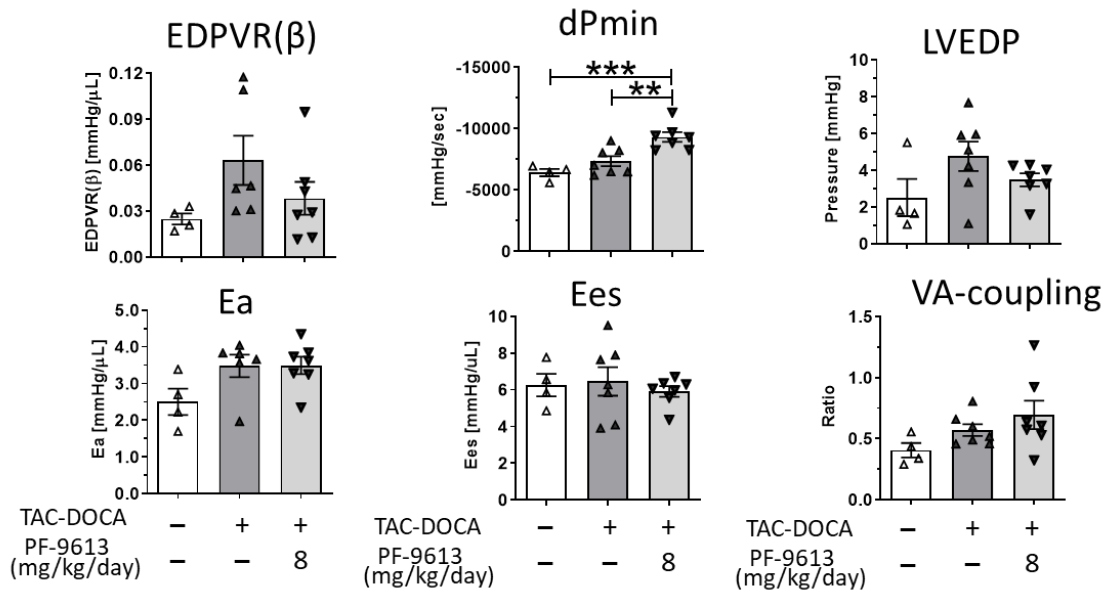 EDPVR(β)
dPmin
LVEDP
EDPVR(β) [mmHg/μL]
0.12
0.09
0.06
0.03
0.00
[mmHg/sec]
-15000
-10000
-5000
0
***
**
Pressure [mmHg]
10
8
6
4
2
0
Ea
Ees
VA-coupling
Ea [mmHg/μL]
5.0
4.0
3.0
2.0
1.0
0.0
Ees [mmHg/uL]
10
8
6
4
2
0
Ratio
1.5
1.0
0.5
0.0
TAC-DOCA – + +
PF-9613 (mg/kg/day) – – 8
TAC-DOCA – + +
PF-9613 (mg/kg/day) – – 8
TAC-DOCA – + +
PF-9613 (mg/kg/day) – – 8